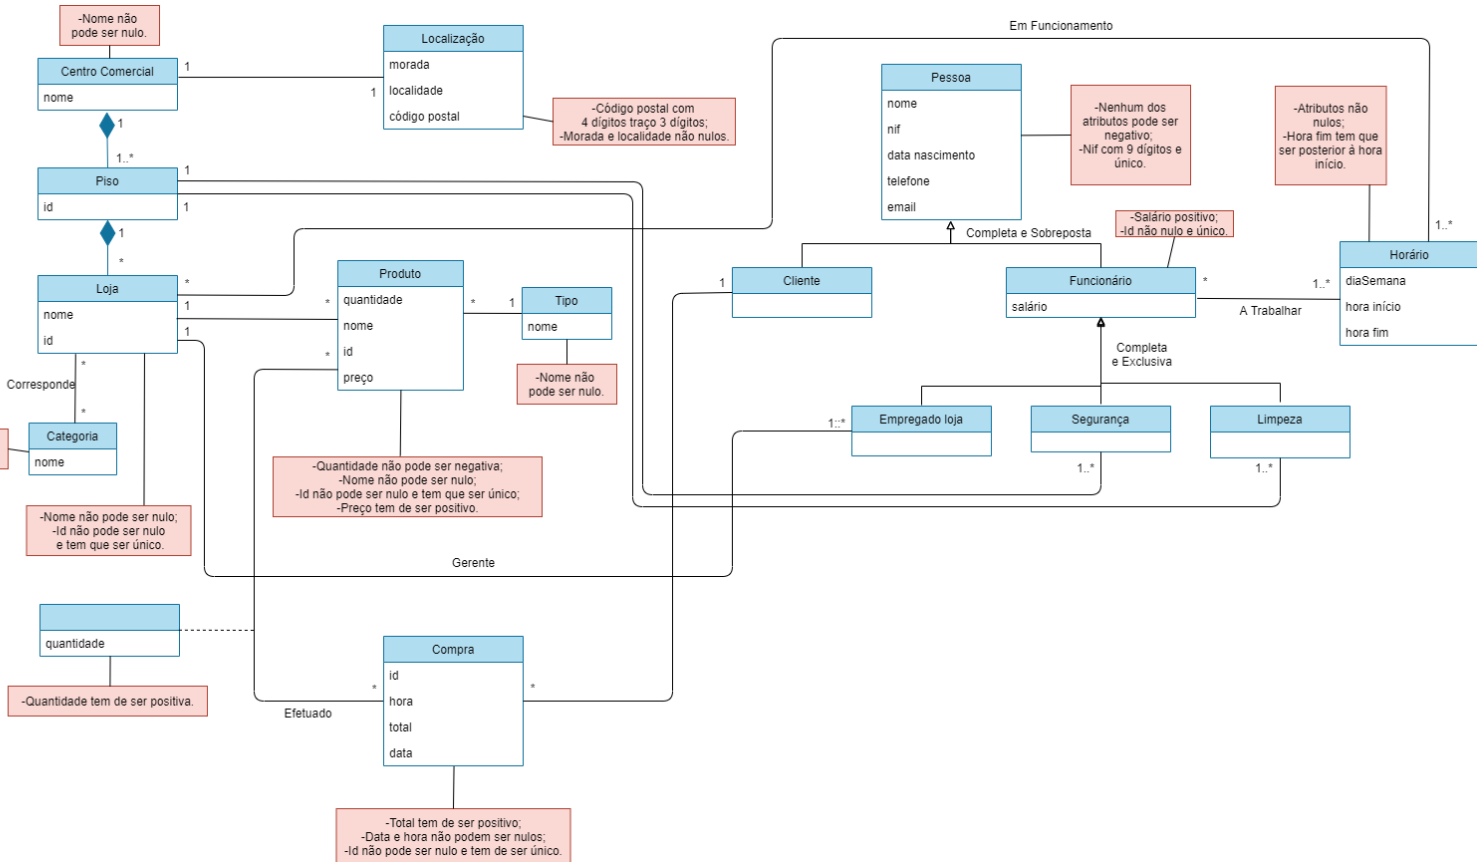 -Nome não
pode ser nulo.
Centro Comercial
nome
1
1
Localização
morada
localidade
código postal
-Código postal com
4 dígitos traço 3 dígitos;
-Morada e localidade não nulos.
Em Funcionamento
Pessoa
nome
nif
data nascimento
telefone
email
-Nenhum dos
atributos pode ser
negativo;
-Nif com 9 dígitos e
único.
-Atributos não
nulos;
-Hora fim tem que
ser posterior á hora
início.
1
1..*
Piso
id
1
1
1
*
Completa e Sobreposta
-Salário positivo;
-Id não nulo e único.
1..*
Loja
nome
id
*
1
1
Produto
quantidade
nome
id
preço
*
*
*
1
Tipo
nome
-Nome não
pode ser nulo.
1
Cliente
Funcionário
salário
*
1..*
A Trabalhar
Horário
diaSemana
hora início
hora fim
Completa
e Exclusiva
Corresponde
*
*
Categoria
nome
1::*
Empregado loja
Segurança
1..*
Limpeza
1..*
-Quantidade não pode ser negativa;
-Nome não pode ser nulo;
-Id não pode ser nulo e tem que ser único;
-Preço tem de ser positivo.
-Nome não pode ser nulo;
-Id não pode ser nulo
e tem que ser único.
Gerente
quantidade
-Quantidade tem de ser positiva.
Efetuado
*
*
Compra
id
hora
total
data
-Total tem de ser positivo;
-Data e hora não podem ser nulos;
-Id não pode ser nulo e tem de ser único.